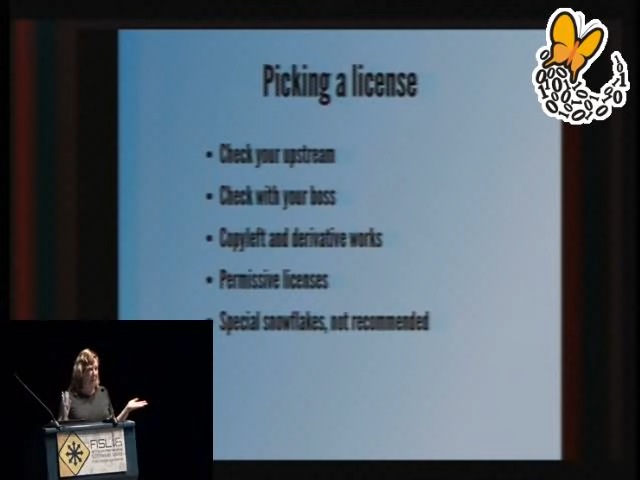 Picking a license
• Check your upstream
• Check with your boss
• Copyleft and derivative works
• Permissive licenses
• Special snowflakes, not recommended
FISL16